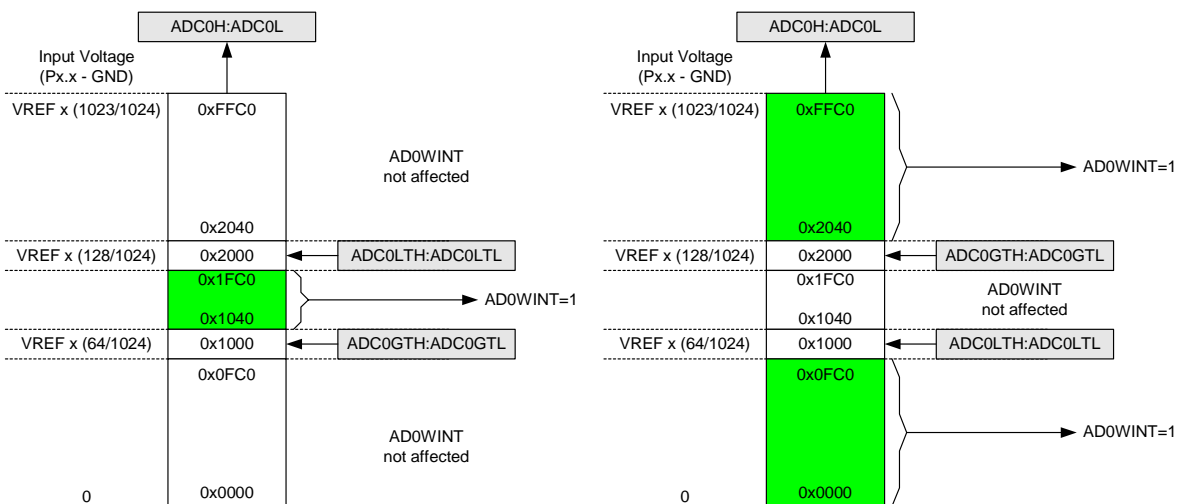 ADC0H:ADC0L
Input Voltage
(Px.x - GND)
VREF x (1023/1024)
0xFFC0
AD0WINT
not affected
0x2040
VREF x (128/1024)
0x2000
ADC0LTH:ADC0LTL
0x1FC0
AD0WINT=1
0x1040
VREF x (64/1024)
0x1000
ADC0GTH:ADC0GTL
0x0FC0
AD0WINT
not affected
0
0x0000
ADC0H:ADC0L
Input Voltage
(Px.x - GND)
VREF x (1023/1024)
0xFFC0
AD0WINT=1
0x2040
VREF x (128/1024)
0x2000
ADC0GTH:ADC0GTL
0x1FC0
AD0WINT
not affected
0x1040
VREF x (64/1024)
0x1000
ADC0LTH:ADC0LTL
0x0FC0
AD0WINT=1
0
0x0000